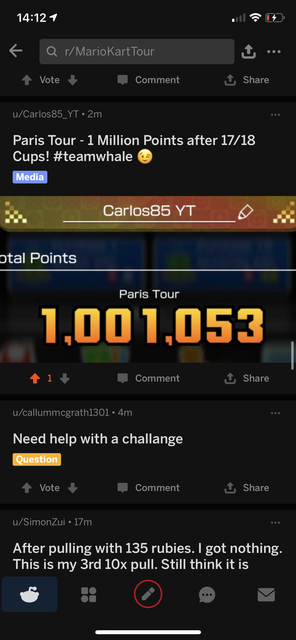 14:12
r/MarioKartTour
Vote
Comment
Share
u/Carlos85_YT • 2m
Paris Tour - 1 Million Points after 17/18
Cups! #teamwhale 😉
Media
Carlos85 YT
otal Points
Paris Tour
1,001,053
1
Comment
Share
u/callummcgrath1301 • 4m
Need help with a challange
Question
Vote
Comment
Share
u/SimonZui • 17m
After pulling with 135 rubies. I got nothing.
This is my 3rd 10x pull. Still think it is